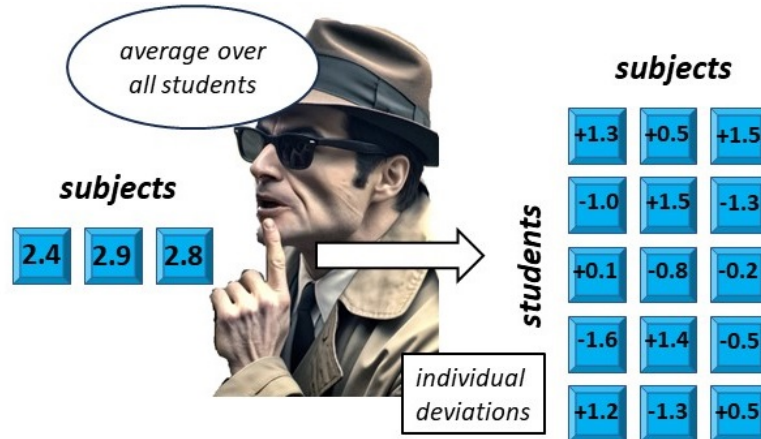 average over
all students
subjects
2.4 2.9 2.8
subjects
students
+1.3 +0.5 +1.5
-1.0 +1.5 -1.3
+0.1 -0.8 -0.2
-1.6 +1.4 -0.5
+1.2 -1.3 +0.5
individual
deviations